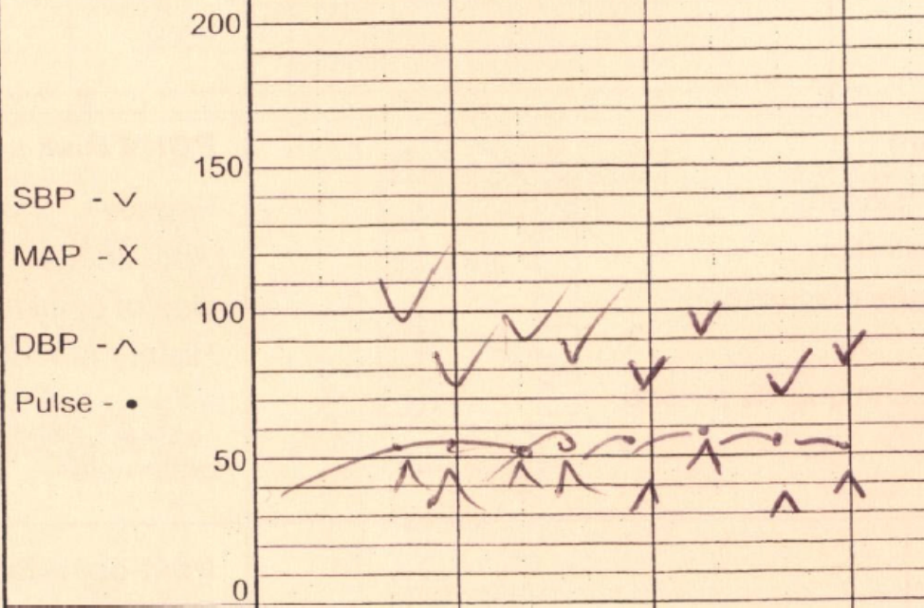 200
150
SBP - V
MAP - X
100
DBP - ʌ
Pulse - •
50
0